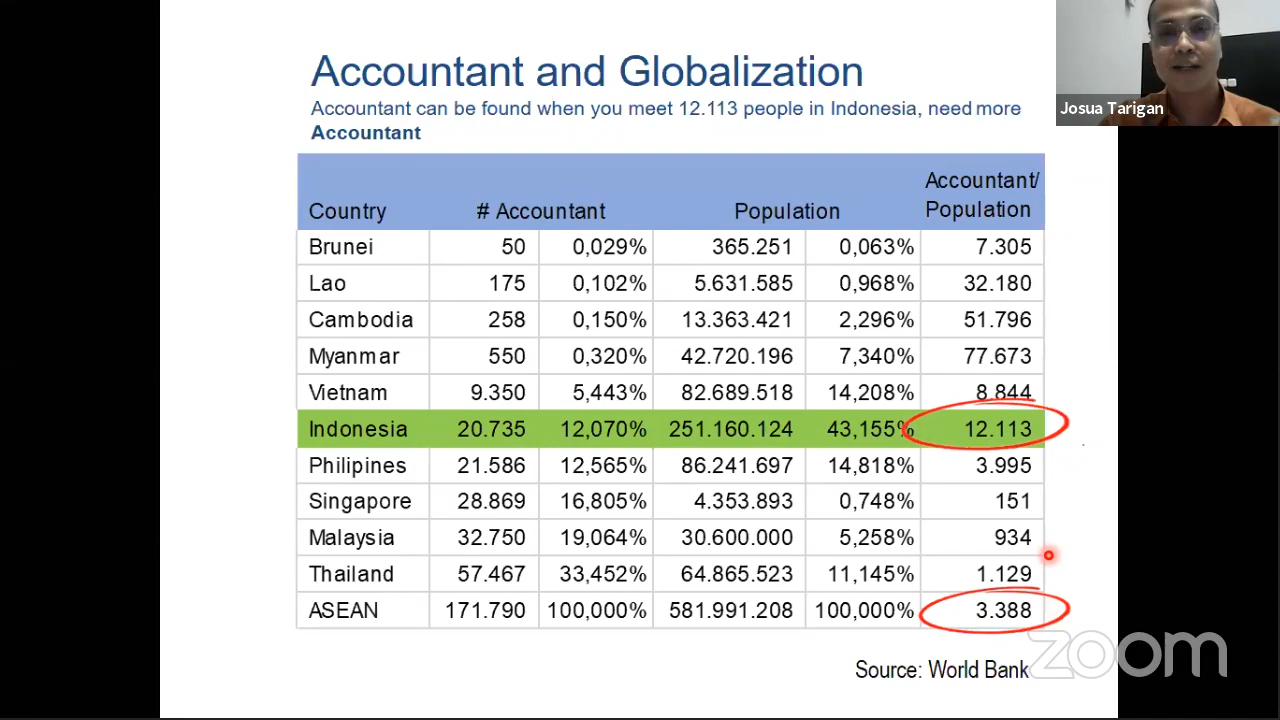 Accountant and Globalization
Accountant can be found when you meet 12.113 people in Indonesia, need more
Accountant
Josua Tarigan
Country # Accountant Population Accountant/ Population
Brunei 50 0,029% 365.251 0,063% 7.305
Lao 175 0,102% 5.631.585 0,968% 32.180
Cambodia 258 0,150% 13.363.421 2,296% 51.796
Myanmar 550 0,320% 42.720.196 7,340% 77.673
Vietnam 9.350 5,443% 82.689.518 14,208% 8.844
Indonesia 20.735 12,070% 251.160.124 43,155% 12.113
Philipines 21.586 12,565% 86.241.697 14,818% 3.995
Singapore 28.869 16,805% 4.353.893 0,748% 151
Malaysia 32.750 19,064% 30.600.000 5,258% 934
Thailand 57.467 33,452% 64.865.523 11,145% 1.129
ASEAN 171.790 100,000% 581.991.208 100,000% 3.388
Source: World Bank
zoom